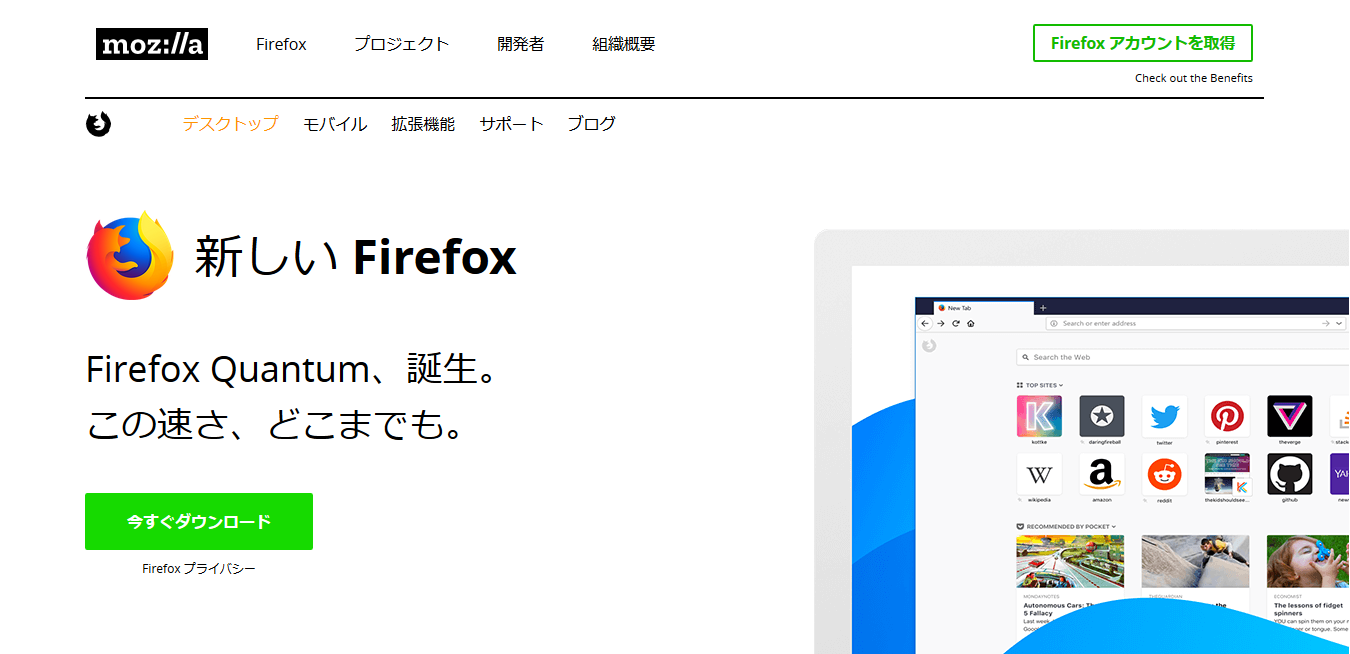 moz://a
Firefox
プロジェクト
開発者
組織概要
Firefox アカウントを取得
Check out the Benefits
デスクトップ
モバイル
拡張機能
サポート
ブログ
新しい Firefox
Firefox Quantum、誕生。
この速さ、どこまでも。
今すぐダウンロード
Firefox プライバシー
New Tab
Search or enter address
Search the Web
TOP SITES
kottke
daringfireball
twitter
pinterest
theverge
wikipedia
amazon
reddit
thekidshouldsee...
github
RECOMMENDED BY POCKET
MONDAYNOTES
THEGUARDIAN
ECONOMIST
Autonomous Cars:
5 Fallacy
Last week
the
The lessons of fidget
spinners
YOU can spin them on your
or tongue. Some